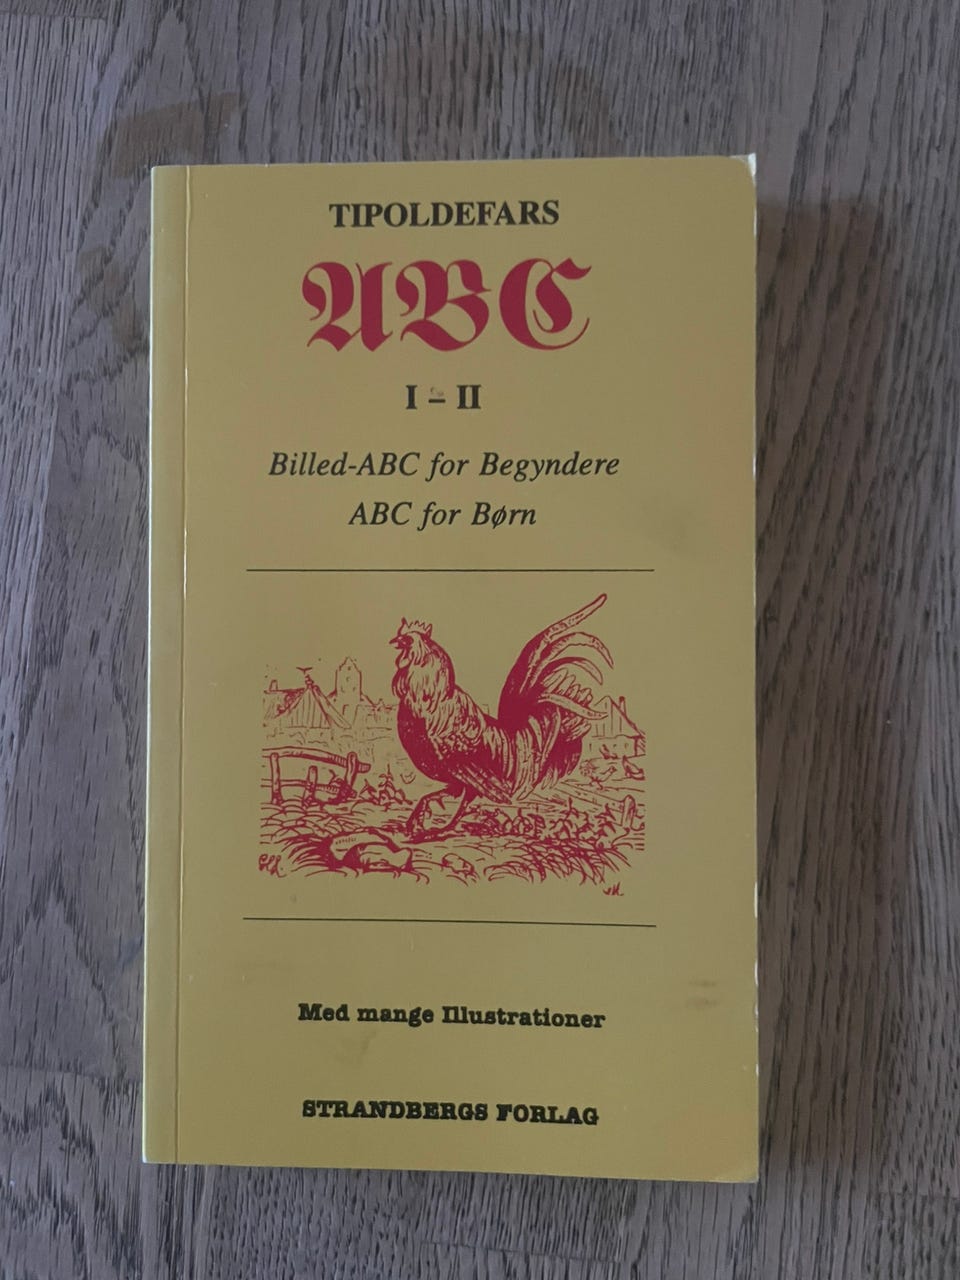 TIPOLDEFARS
ABC
I – II
Billed-ABC for Begyndere
ABC for Børn
Med mange Illustrationer
STRANDBERGS FORLAG